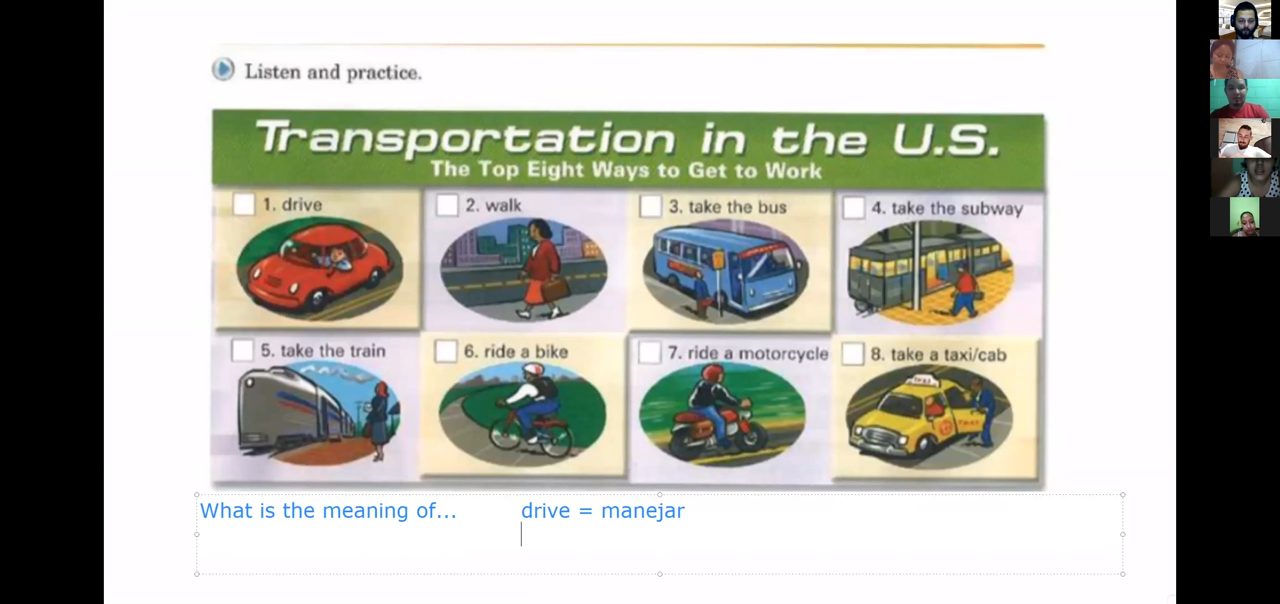 Listen and practice.
Transportation in the U.S.
The Top Eight Ways to Get to Work
1. drive
2. walk
3. take the bus
4. take the subway
5. take the train
6. ride a bike
7. ride a motorcycle
8. take a taxi/cab
TAXI
What is the meaning of... drive = manejar